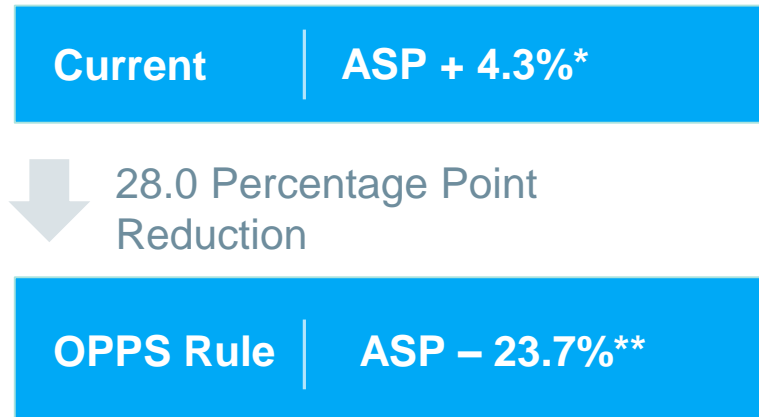 Current ASP + 4.3%*
28.0 Percentage Point
Reduction
OPPS Rule ASP – 23.7%**